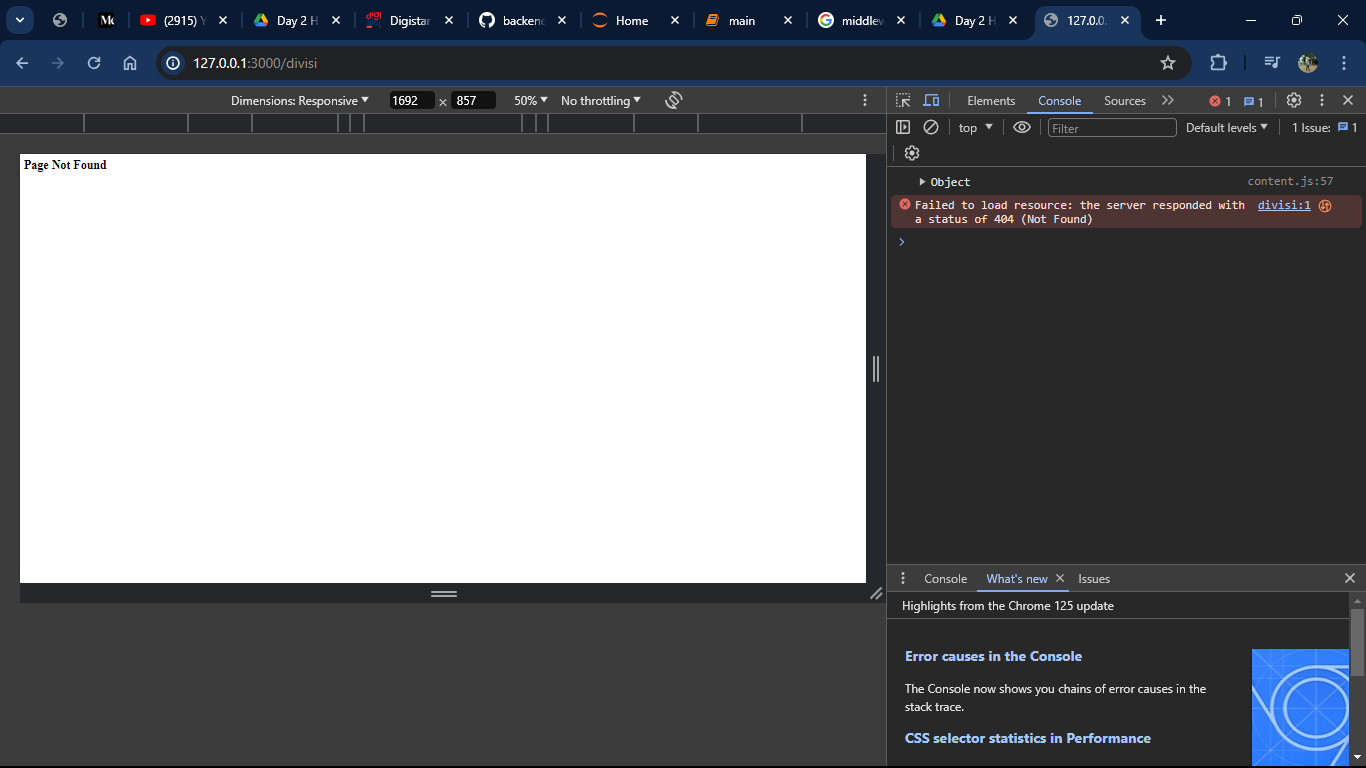 (2915) Y
Day 2 H
Digistar
backend
Home
main
middlew
Day 2 H
127.0.0.
127.0.0.1:3000/divisi
Dimensions: Responsive
1692 × 857
50%
No throttling
Elements
Console
Sources
1
1
top
Filter
Default levels
1 Issue:
1
Page Not Found
Object
content.js:57
Failed to load resource: the server responded with
divisi:1
a status of 404 (Not Found)
Console
What's new
Issues
Highlights from the Chrome 125 update
Error causes in the Console
The Console now shows you chains of error causes in the
stack trace.
CSS selector statistics in Performance